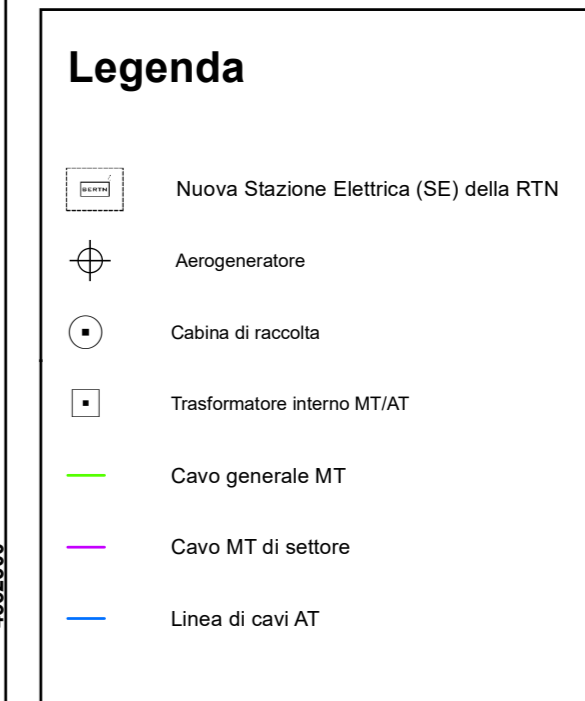 Legenda
Nuova Stazione Elettrica (SE) della RTN
Aerogeneratore
Cabina di raccolta
Trasformatore interno MT/AT
Cavo generale MT
Cavo MT di settore
Linea di cavi AT